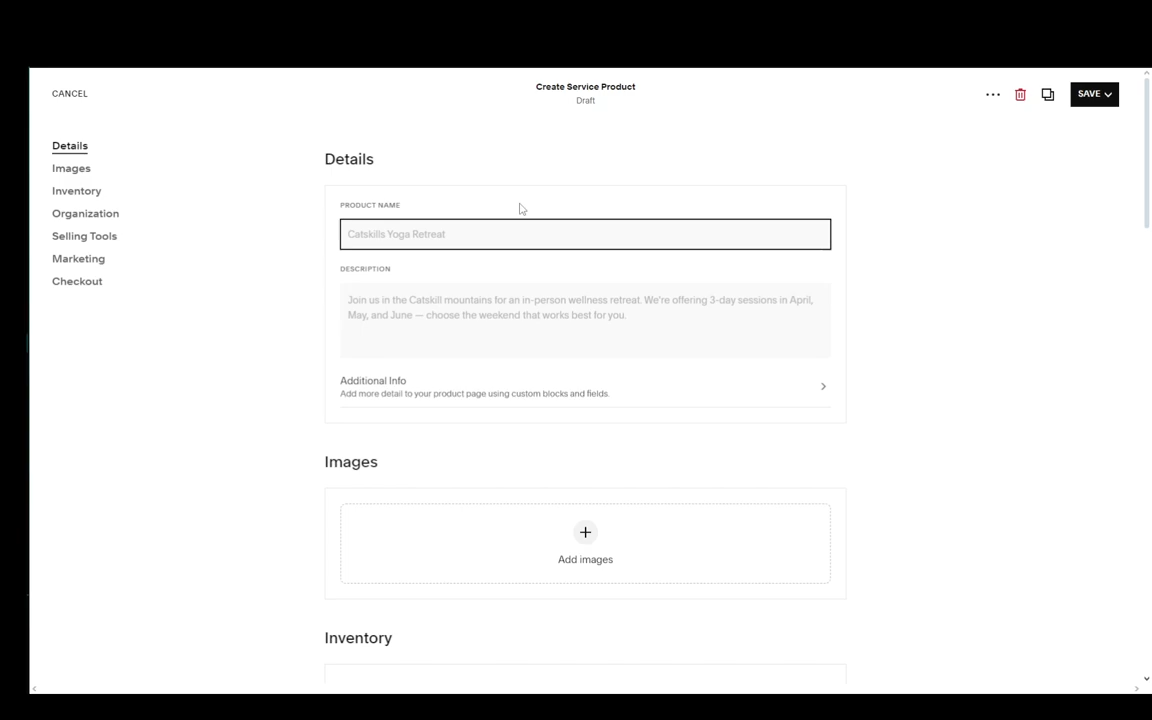 CANCEL
Create Service Product
Draft
SAVE
Details
Images
Inventory
Organization
Selling Tools
Marketing
Checkout
Details
PRODUCT NAME
Catskills Yoga Retreat
DESCRIPTION
Join us in the Catskill mountains for an in-person wellness retreat. We're offering 3-day sessions in April,
May, and June — choose the weekend that works best for you.
Additional Info
Add more detail to your product page using custom blocks and fields.
Images
Add images
Inventory